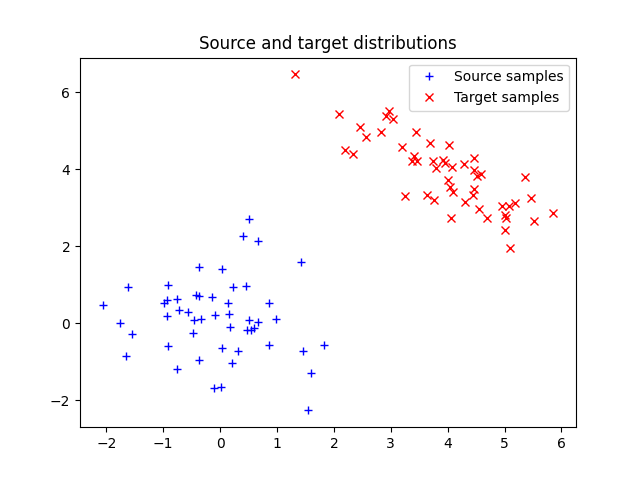 Source and target distributions
Source samples
Target samples
6
4
2
0
−2
−2 −1 0 1 2 3 4 5 6